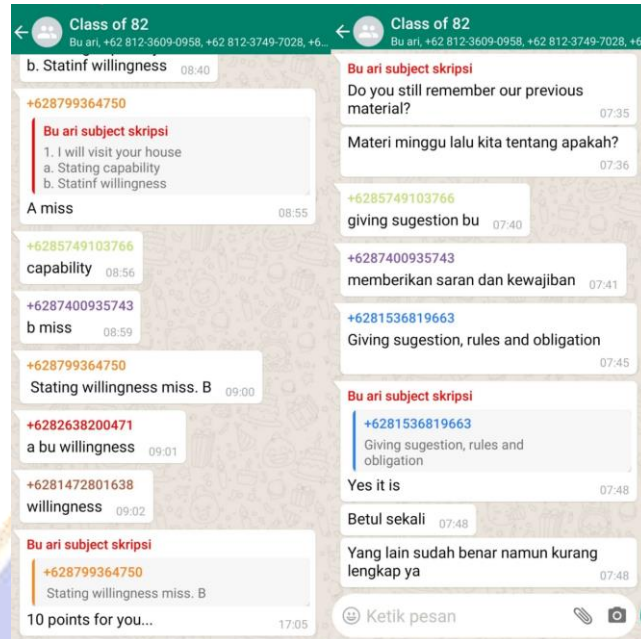 Class of 82
Bu ari, +62 812-3609-0958, +62 812-3749-7028, +6...
b. Statinf willingness 08:40
+628799364750
Bu ari subject skripsi
1. I will visit your house
a. Stating capability
b. Statinf willingness
A miss 08:55
+6285749103766
capability 08:56
+6287400935743
b miss 08:59
+628799364750
Stating willingness miss. B 09:00
+6282638200471
a bu willingness 09:01
+6281472801638
willingness 09:02
Bu ari subject skripsi
+628799364750
Stating willingness miss. B
10 points for you... 17:05
Class of 82
Bu ari, +62 812-3609-0958, +62 812-3749-7028, +6
Bu ari subject skripsi
Do you still remember our previous
material? 07:35
Materi minggu lalu kita tentang apakah?
07:36
+6285749103766
giving sugestion bu 07:40
+6287400935743
memberikan saran dan kewajiban 07:41
+6281536819663
Giving sugestion, rules and obligation
07:45
Bu ari subject skripsi
+6281536819663
Giving sugestion, rules and
obligation
Yes it is 07:48
Betul sekali 07:48
Yang lain sudah benar namun kurang
lengkap ya 07:48
Ketik pesan